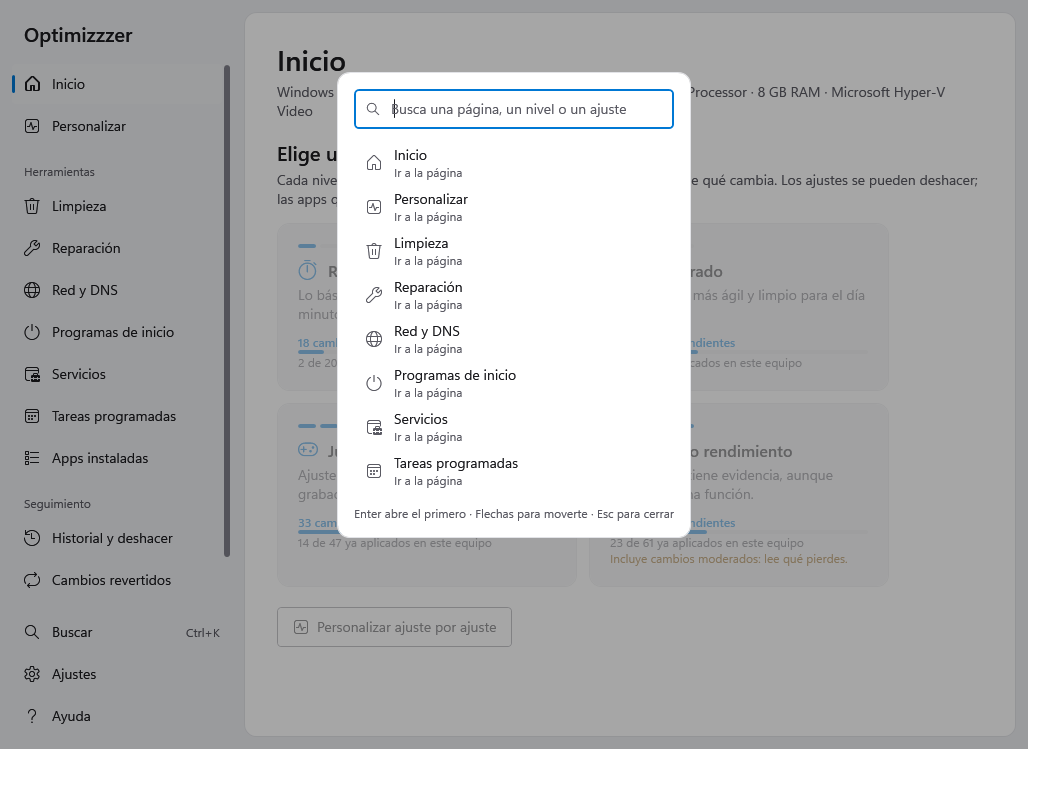 Optimizzzer
Inicio
Personalizar
Herramientas
Limpieza
Reparación
Red y DNS
Programas de inicio
Servicios
Tareas programadas
Apps instaladas
Seguimiento
Historial y deshacer
Cambios revertidos
Buscar Ctrl+K
Ajustes
Ayuda
Inicio
Windows
Processor · 8 GB RAM · Microsoft Hyper-V
Video
Elige u
Cada nive
e qué cambia. Los ajustes se pueden deshacer;
las apps
Lo bás
minut
18 camb
2 de 20
rado
más ágil y limpio para el día
ndientes
cados en este equipo
Ajuste
grabac
33 cam
14 de 47 ya aplicados en este equipo
o rendimiento
iene evidencia, aunque
a función.
ndientes
23 de 61 ya aplicados en este equipo
Incluye cambios moderados: lee qué pierdes.
Personalizar ajuste por ajuste
Busca una página, un nivel o un ajuste
Inicio
Ir a la página
Personalizar
Ir a la página
Limpieza
Ir a la página
Reparación
Ir a la página
Red y DNS
Ir a la página
Programas de inicio
Ir a la página
Servicios
Ir a la página
Tareas programadas
Ir a la página
Enter abre el primero · Flechas para moverte · Esc para cerrar